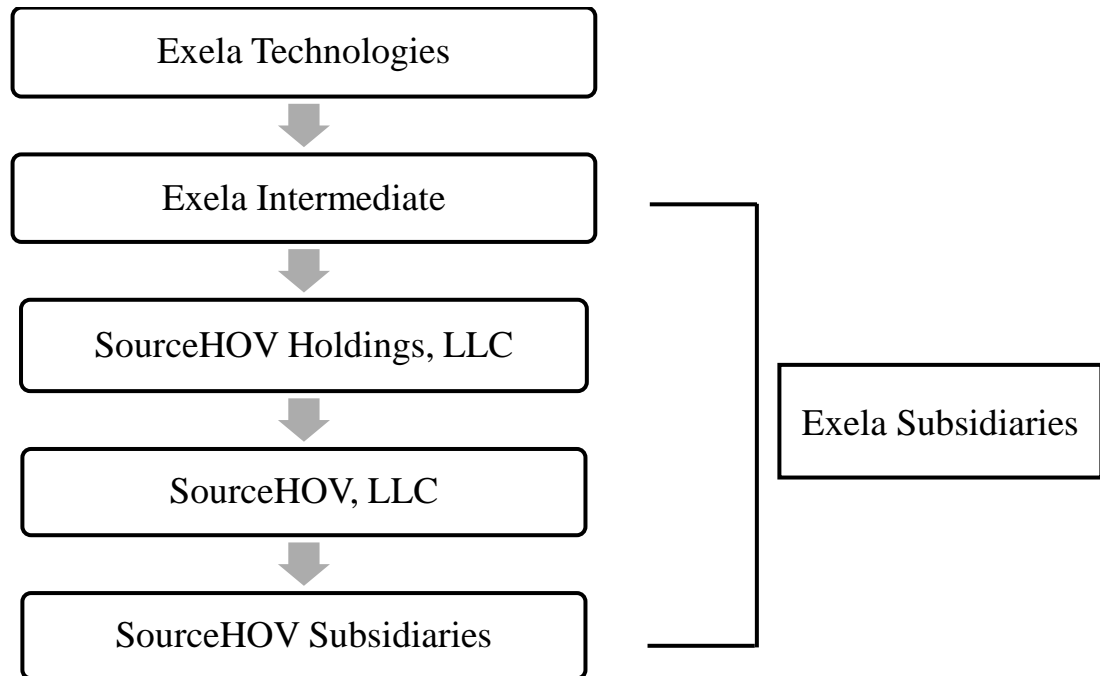 Exela Technologies
Exela Intermediate
SourceHOV Holdings, LLC
Exela Subsidiaries
SourceHOV, LLC
SourceHOV Subsidiaries